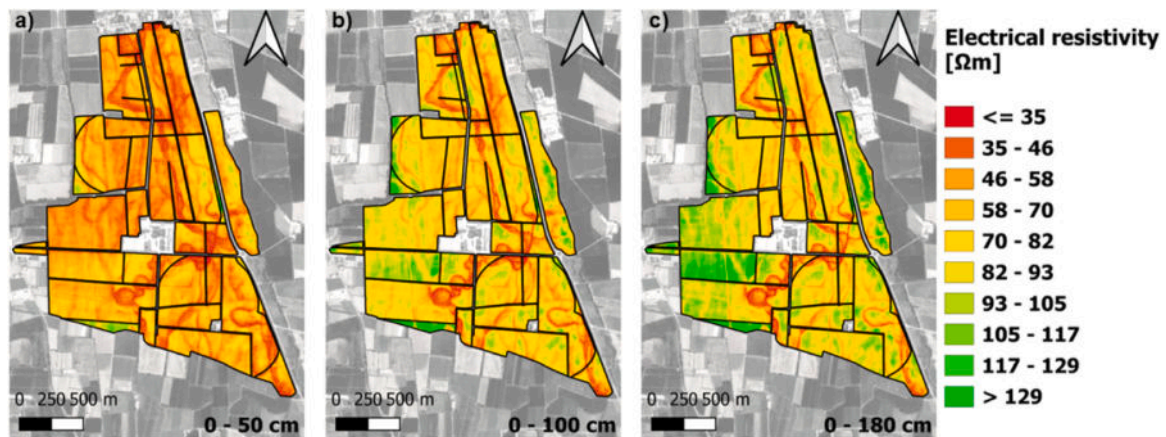 a)
b)
c)
Electrical resistivity
[Ωm]
<= 35
35 - 46
46 - 58
58 - 70
70 - 82
82 - 93
93 - 105
105 - 117
117 - 129
> 129
0 250 500 m
0 - 50 cm
0 250 500 m
0 - 100 cm
0 250 500 m
0 - 180 cm